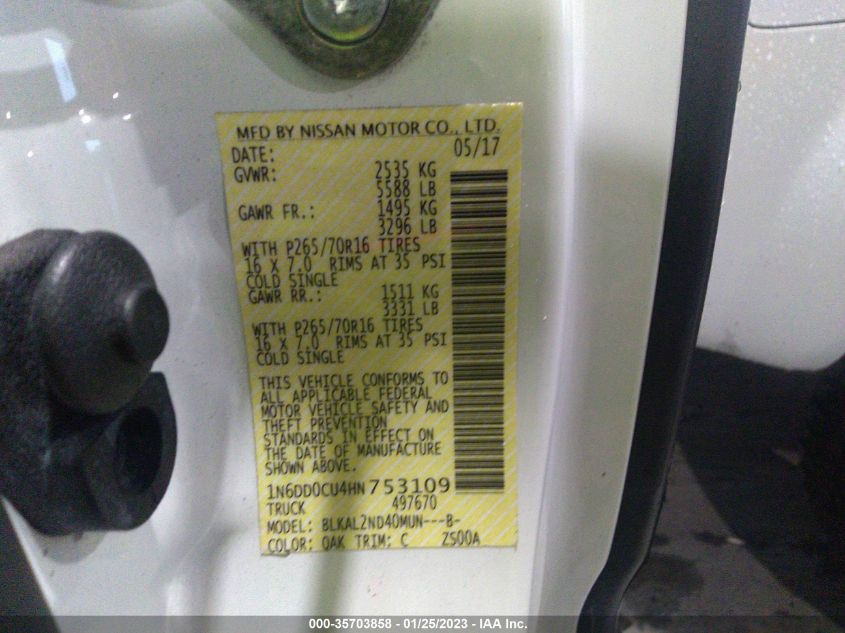 MFD BY NISSAN MOTOR CO., LTD.
DATE: 05/17
GVWR: 2535 KG
5588 LB
GAWR FR.: 1495 KG
3296 LB
WITH P265/70R16 TIRES
16 X 7.0 RIMS AT 35 PSI
COLD SINGLE
GAWR RR.: 1511 KG
3331 LB
WITH P265/70R16 TIRES
16 X 7.0 RIMS AT 35 PSI
COLD SINGLE
THIS VEHICLE CONFORMS TO
ALL APPLICABLE FEDERAL
MOTOR VEHICLE SAFETY AND
THEFT PREVENTION
STANDARDS IN EFFECT ON
THE DATE OF MANUFACTURE
SHOWN ABOVE.
1N6DD0CU4HN753109
TRUCK 497670
MODEL: BLKAL2ND40MUN---B-
COLOR: QAK TRIM: C ZS00A
000-35703858 - 01/25/2023 - IAA Inc.